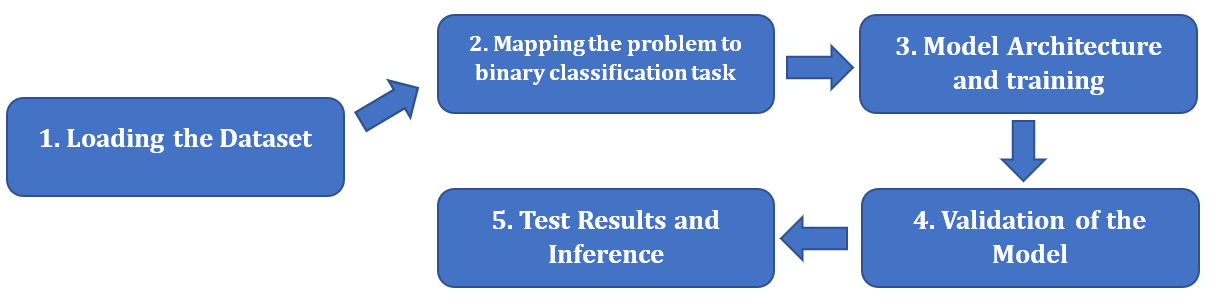 1. Loading the Dataset
2. Mapping the problem to
binary classification task
3. Model Architecture
and training
4. Validation of the
Model
5. Test Results and
Inference